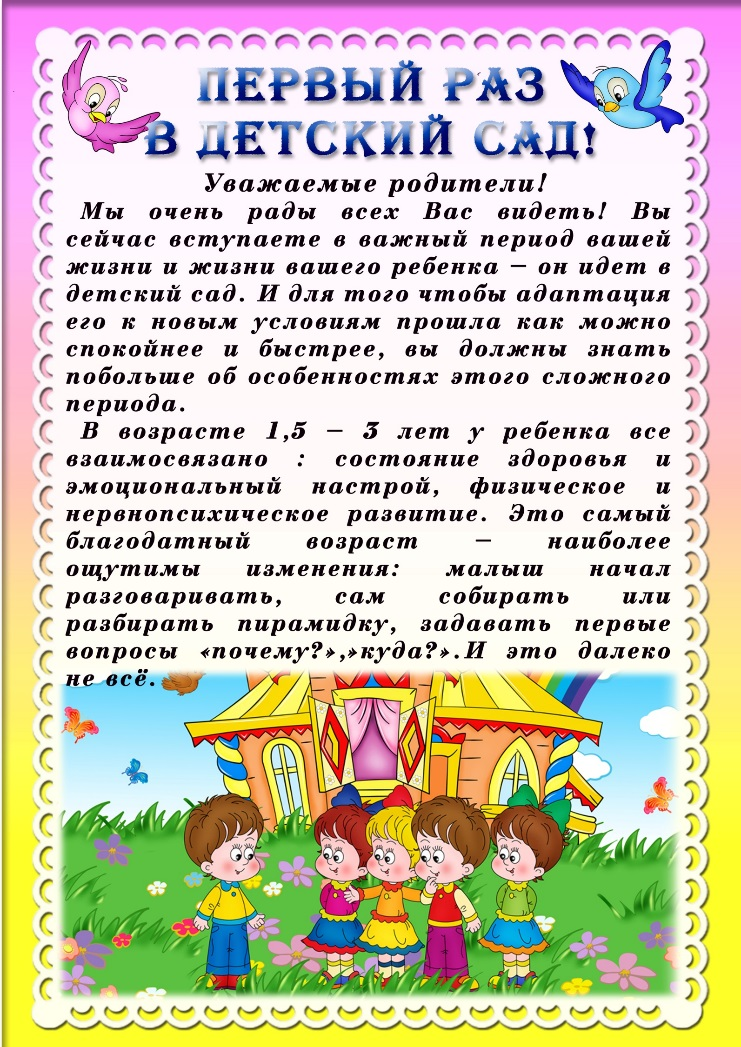 ПЕРВЫЙ РАЗ
В ДЕТСКИЙ САД!
Уважаемые родители!
Мы очень рады всех Вас видеть! Вы
сейчас вступаете в важный период вашей
жизни и жизни вашего ребенка – он идет в
детский сад. И для того чтобы адаптация
его к новым условиям прошла как можно
спокойнее и быстрее, вы должны знать
побольше об особенностях этого сложного
периода.
В возрасте 1,5 – 3 лет у ребенка все
взаимосвязано : состояние здоровья и
эмоциональный настрой, физическое и
нервнопсихическое развитие. Это самый
благодатный возраст – наиболее
ощутимы изменения: малыш начал
разговаривать, сам собирать или
разбирать пирамидку, задавать первые
вопросы «почему?»,»куда?».И это далеко
не всё.